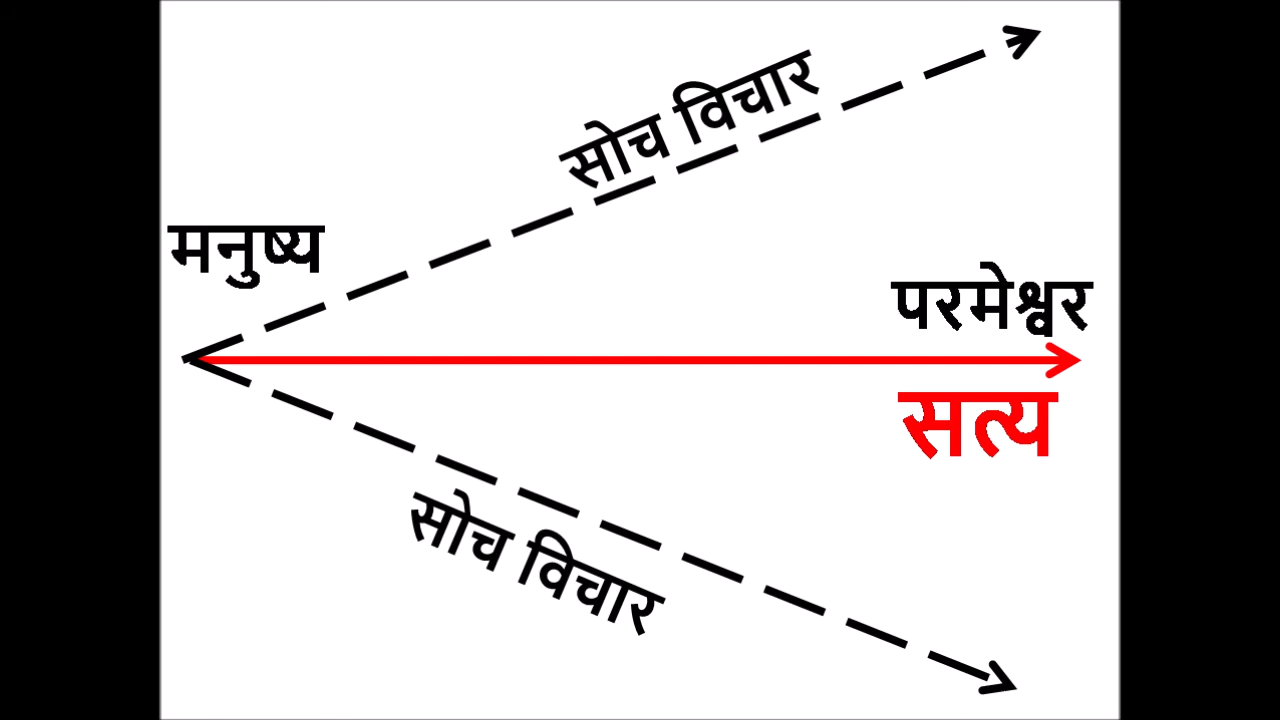 सोच विचार
मनुष्य
परमेश्वर
सत्य
सोच विचार